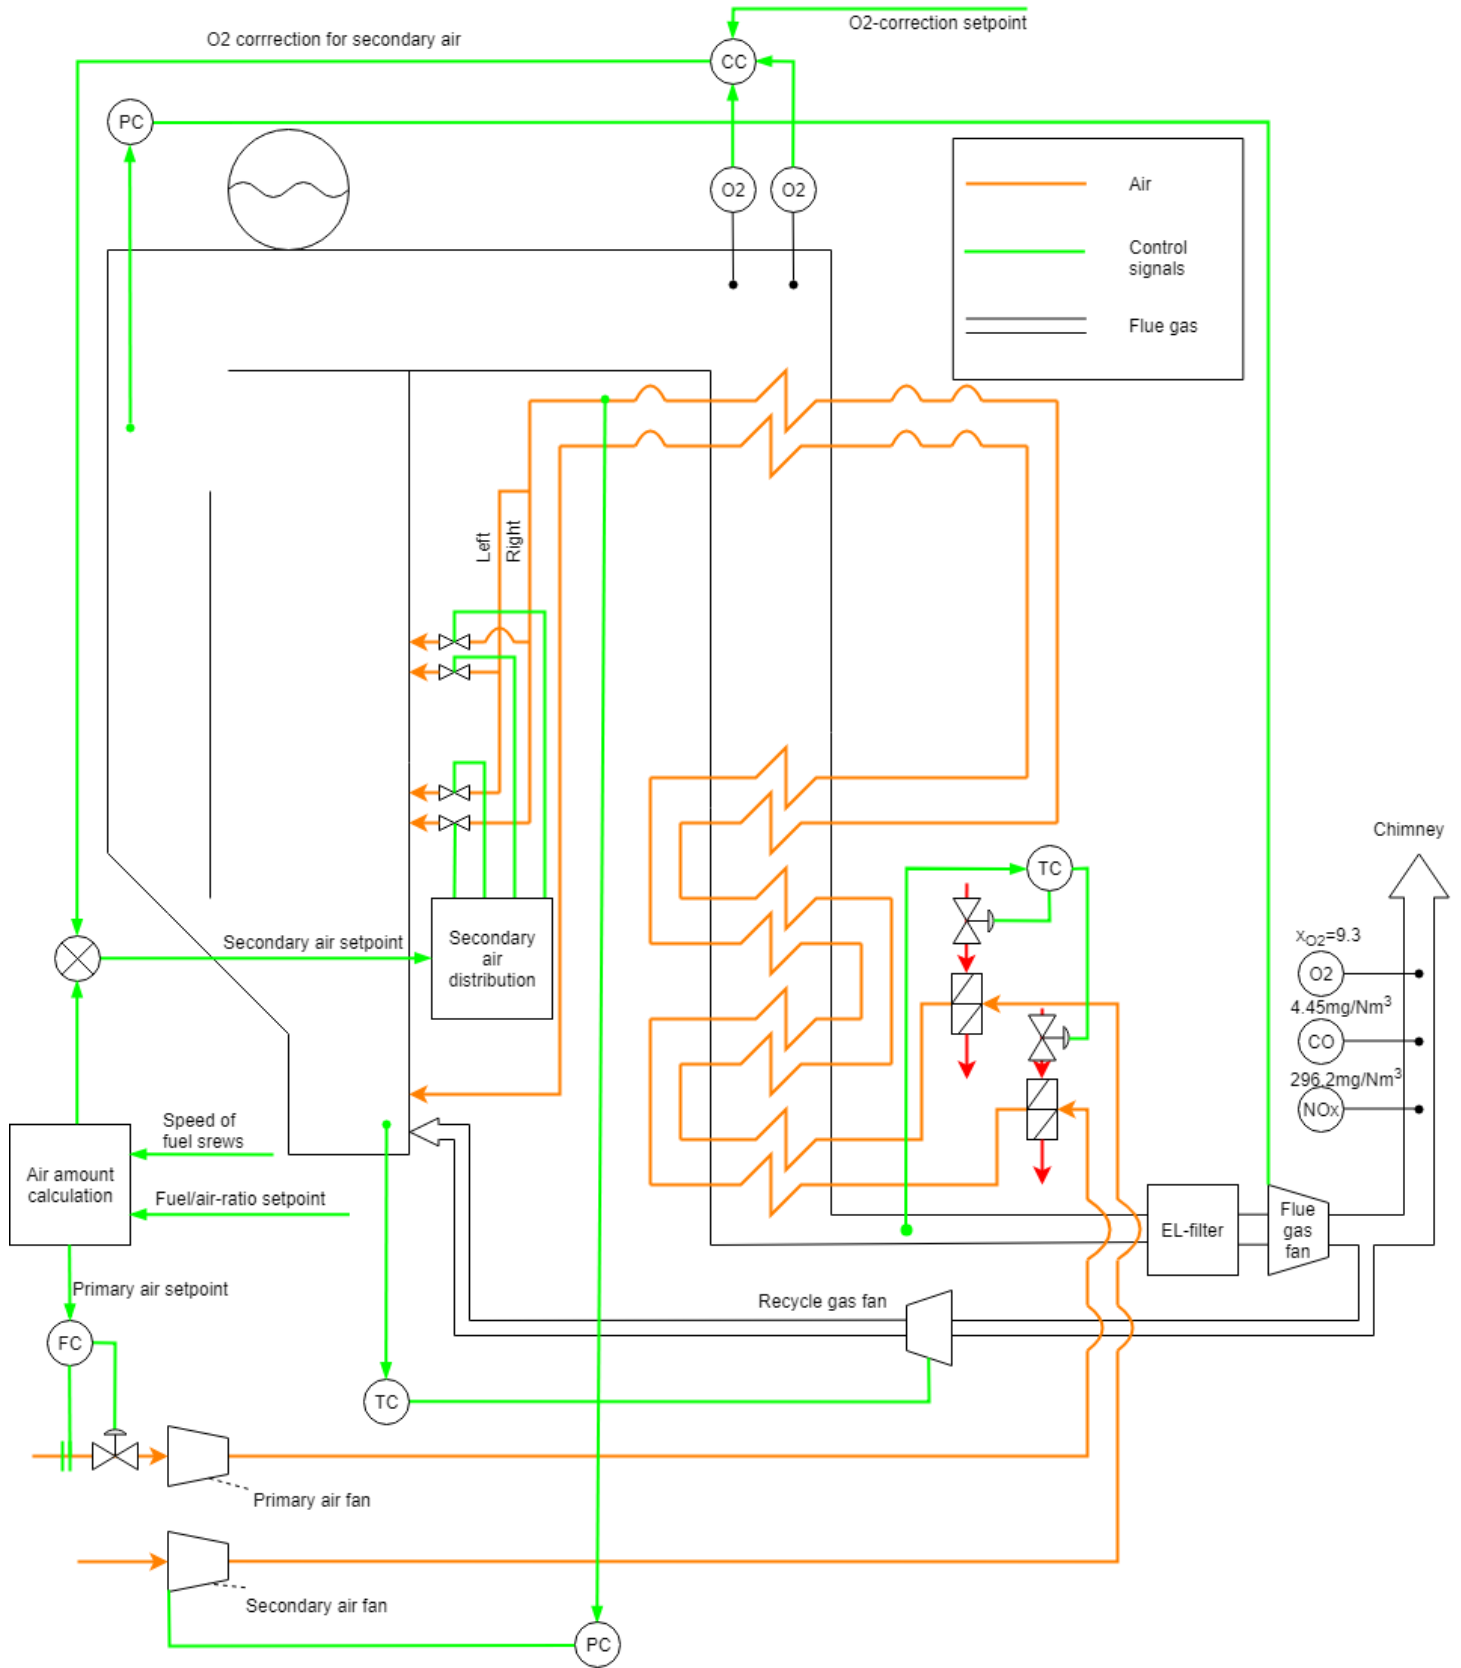 O2-correction setpoint
O2 corrrection for secondary air
CC
PC
O2
O2
Air
Control
signals
Flue gas
Left
Right
Chimney
TC
Secondary air setpoint
Secondary
air
distribution
xO2=9.3
O2
4.45mg/Nm3
CO
296.2mg/Nm3
NOx
Speed of
fuel srews
Air amount
calculation
Fuel/air-ratio setpoint
EL-filter
Flue
gas
fan
Primary air setpoint
Recycle gas fan
FC
TC
Primary air fan
Secondary air fan
PC